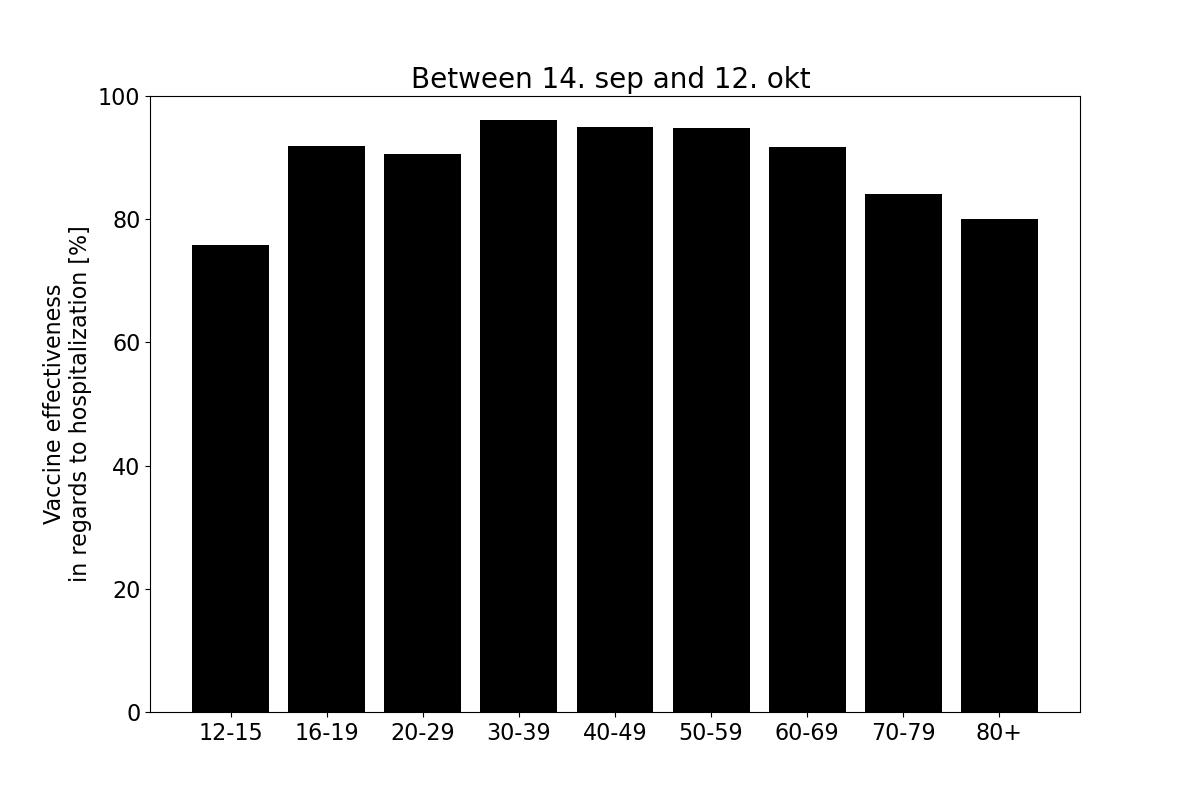 Between 14. sep and 12. okt
Vaccine effectiveness
in regards to hospitalization [%]
100
80
60
40
20
0
12-15 16-19 20-29 30-39 40-49 50-59 60-69 70-79 80+